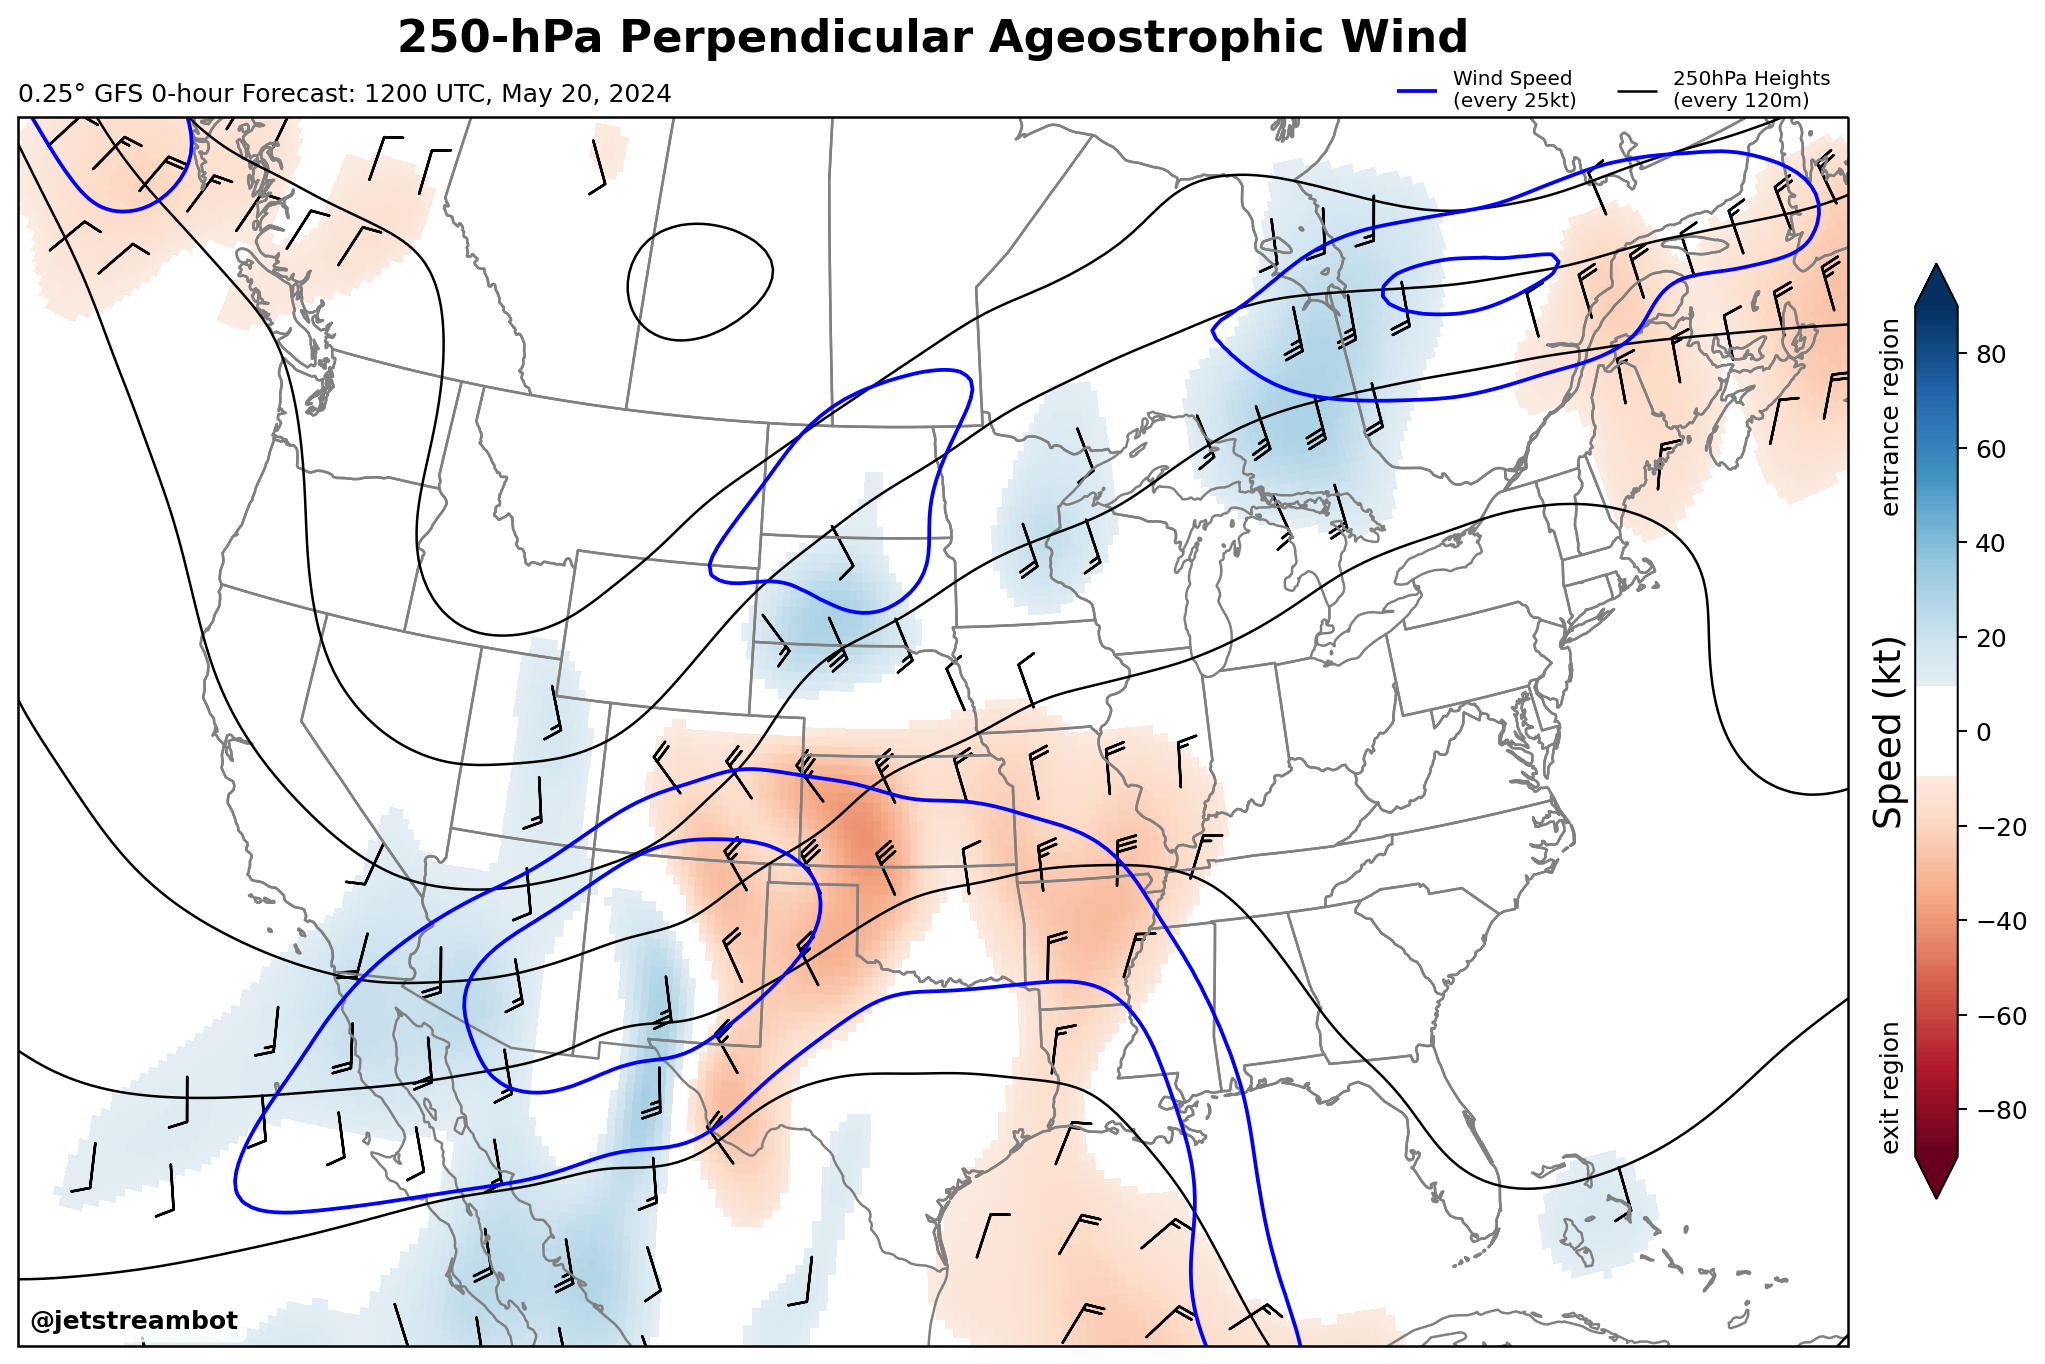 250-hPa Perpendicular Ageostrophic Wind
0.25° GFS 0-hour Forecast: 1200 UTC, May 20, 2024
Wind Speed
(every 25kt)
250hPa Heights
(every 120m)
entrance region
Speed (kt)
exit region
80
60
40
20
0
−20
−40
−60
−80
@jetstreambot